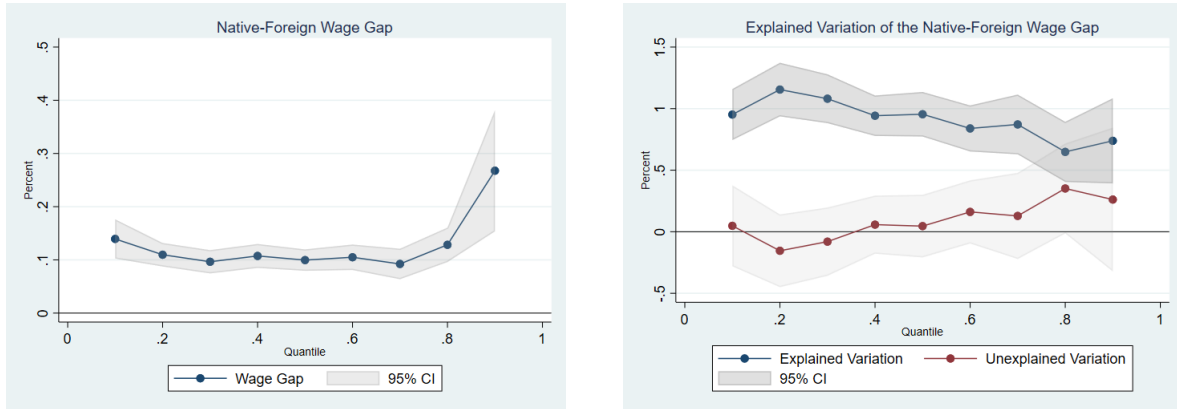 Native-Foreign Wage Gap
Percent
.5
.4
.3
.2
.1
0
0 .2 .4 .6 .8 1
Quantile
Wage Gap 95% CI
Explained Variation of the Native-Foreign Wage Gap
Percent
1.5
1
.5
0
-.5
0 .2 .4 .6 .8 1
Quantile
Explained Variation Unexplained Variation
95% CI